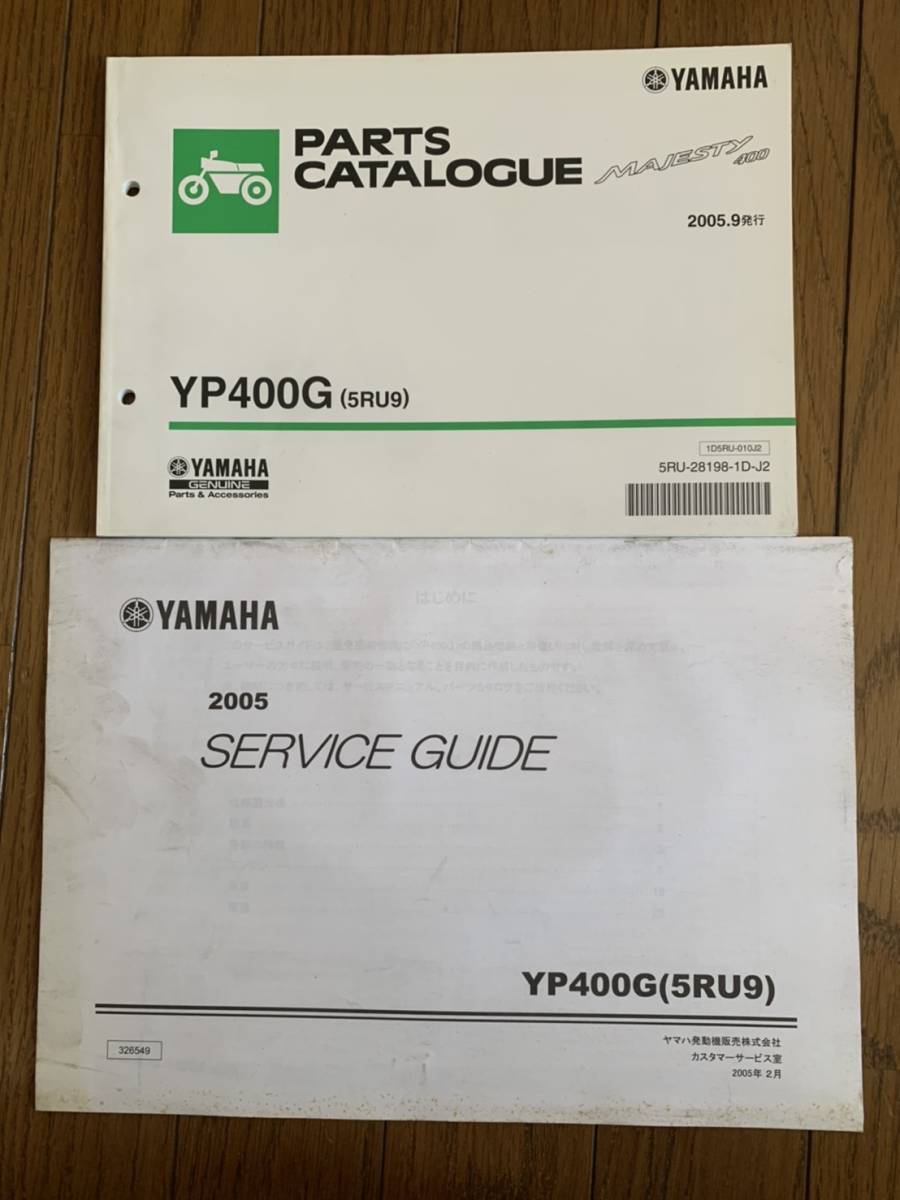 YAMAHA
PARTS
CATALOGUE
MAJESTY
400
2005.9発行
YP400G (5RU9)
1D5RU-010J2
5RU-28198-1D-J2
YAMAHA
GENUINE
Parts & Accessories
はじめに
YAMAHA
2005
SERVICE GUIDE
YP400G(5RU9)
326549
ヤマハ発動機販売株式会社
カスタマーサービス室
2005年 2月